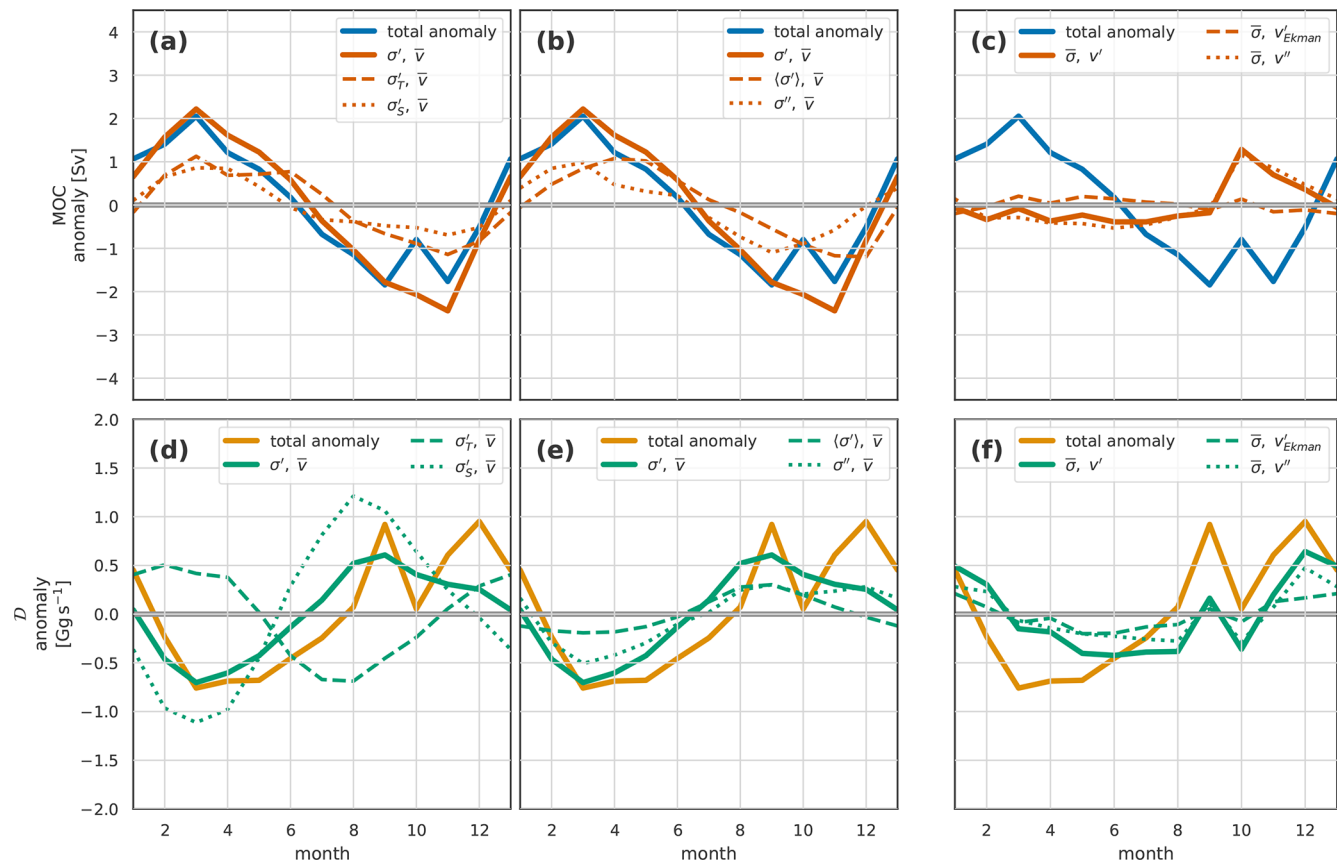 (a)
total anomaly
σ′, v̅
σ′_T, v̅
σ′_S, v̅
(b)
total anomaly
σ′, v̅
⟨σ′⟩, v̅
σ″, v̅
(c)
total anomaly
σ̅, v′
σ̅, v′_Ekman
σ̅, v″
4
3
2
1
0
−1
−2
−3
−4
MOC
anomaly [Sv]
(d)
total anomaly
σ′, v̅
σ′_T, v̅
σ′_S, v̅
(e)
total anomaly
σ′, v̅
⟨σ′⟩, v̅
σ″, v̅
(f)
total anomaly
σ̅, v′
σ̅, v′_Ekman
σ̅, v″
2.0
1.5
1.0
0.5
0.0
−0.5
−1.0
−1.5
−2.0
𝒟
anomaly
[Gg s⁻¹]
2 4 6 8 10 12
month
2 4 6 8 10 12
month
2 4 6 8 10 12
month